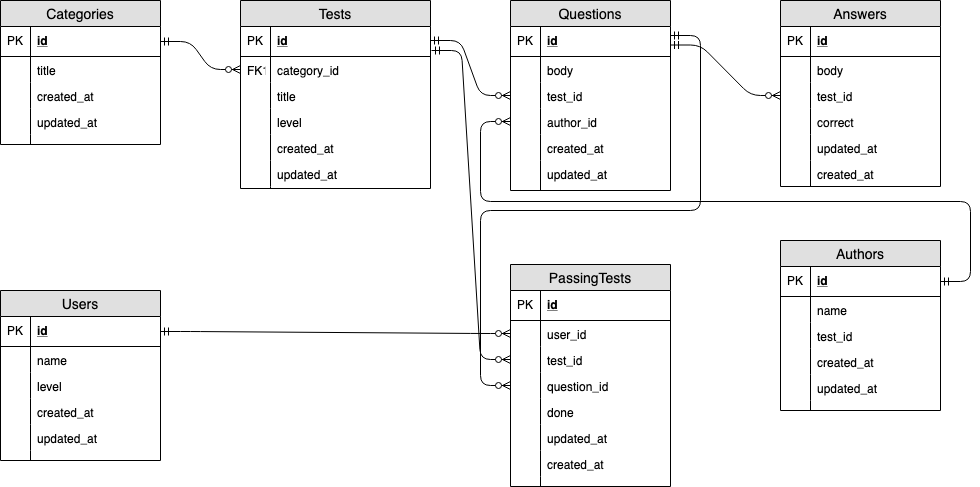 Categories
PK id
title
created_at
updated_at
Tests
PK id
FK1 category_id
title
level
created_at
updated_at
Questions
PK id
body
test_id
author_id
created_at
updated_at
Answers
PK id
body
test_id
correct
updated_at
created_at
Users
PK id
name
level
created_at
updated_at
PassingTests
PK id
user_id
test_id
question_id
done
updated_at
created_at
Authors
PK id
name
test_id
created_at
updated_at